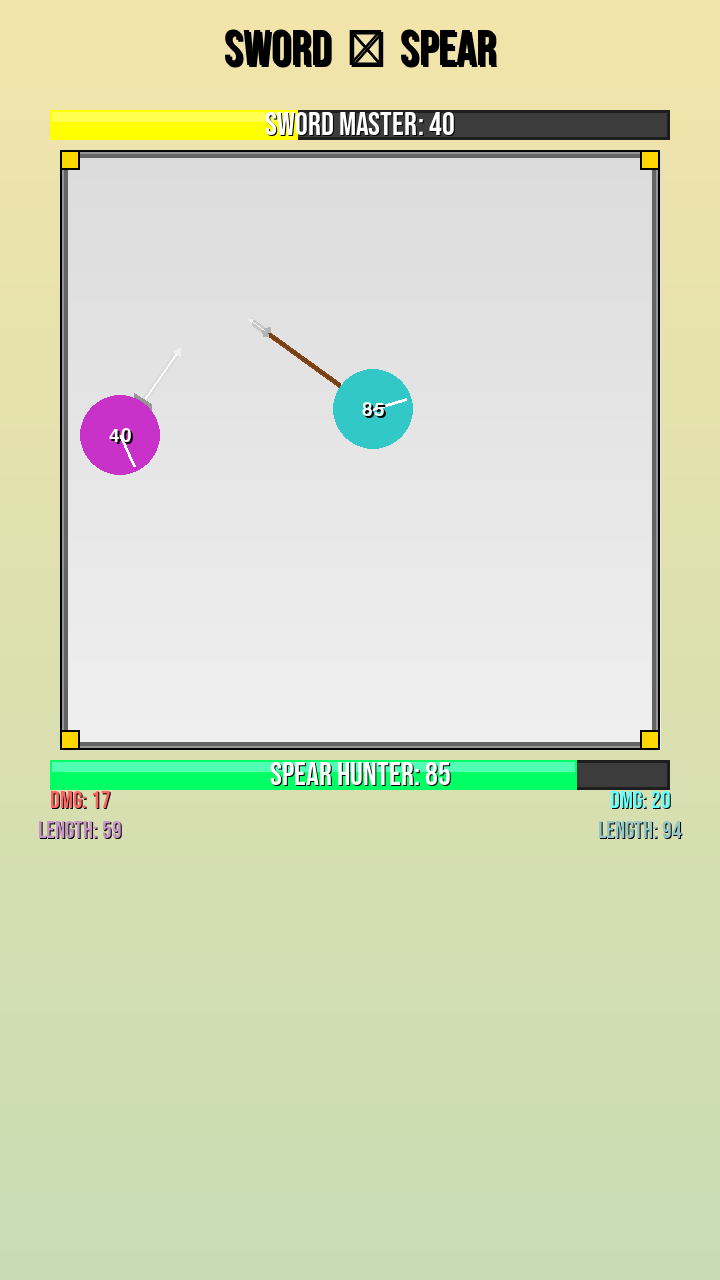 SWORD ☒ SPEAR
SWORD MASTER: 40
85
40
SPEAR HUNTER: 85
DMG: 17 DMG: 20
LENGTH: 59 LENGTH: 94